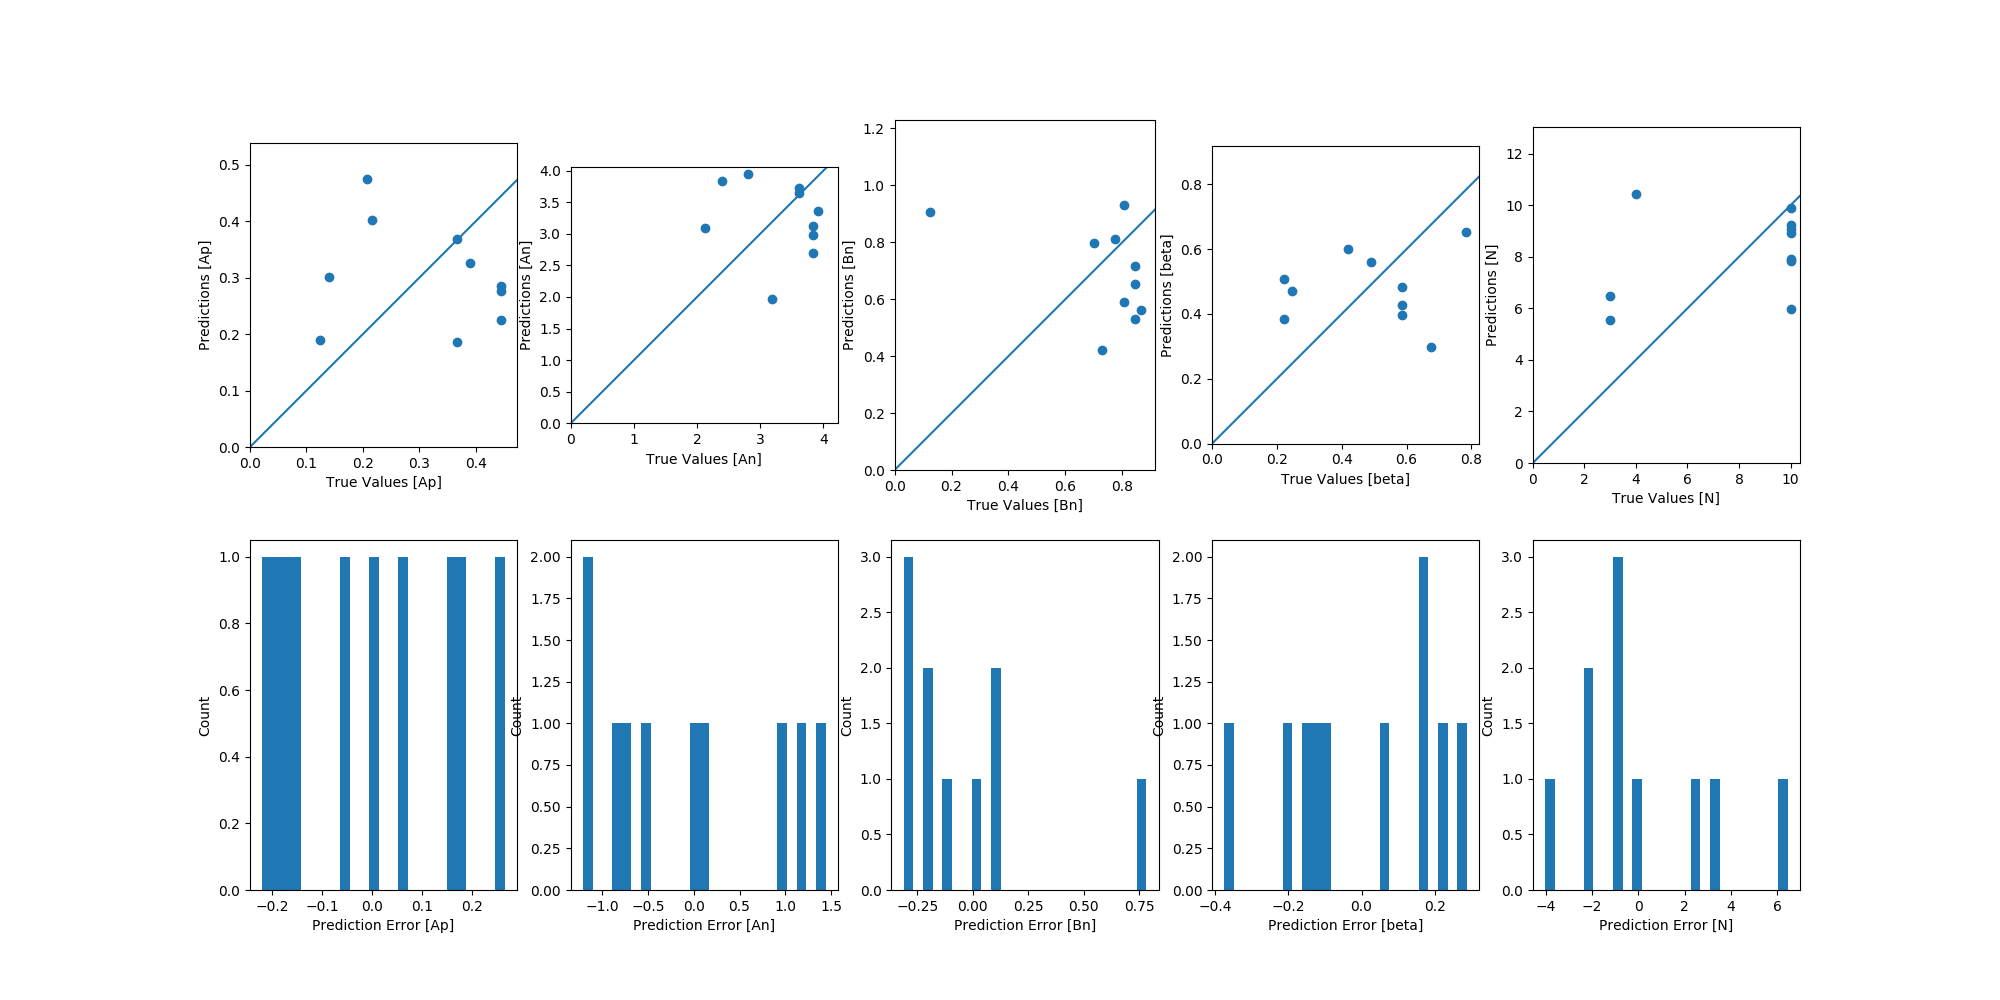 0.5
0.4
0.3
0.2
0.1
0.0
Predictions [Ap]
0.0 0.1 0.2 0.3 0.4
True Values [Ap]
4.0
3.5
3.0
2.5
2.0
1.5
1.0
0.5
0.0
Predictions [An]
0 1 2 3 4
True Values [An]
1.2
1.0
0.8
0.6
0.4
0.2
0.0
Predictions [Bn]
0.0 0.2 0.4 0.6 0.8
True Values [Bn]
0.8
0.6
0.4
0.2
0.0
Predictions [beta]
0.0 0.2 0.4 0.6 0.8
True Values [beta]
12
10
8
6
4
2
0
Predictions [N]
0 2 4 6 8 10
True Values [N]
1.0
0.8
0.6
0.4
0.2
0.0
Count
−0.2 −0.1 0.0 0.1 0.2
Prediction Error [Ap]
2.00
1.75
1.50
1.25
1.00
0.75
0.50
0.25
0.00
Count
−1.0 −0.5 0.0 0.5 1.0 1.5
Prediction Error [An]
3.0
2.5
2.0
1.5
1.0
0.5
0.0
Count
−0.25 0.00 0.25 0.50 0.75
Prediction Error [Bn]
2.00
1.75
1.50
1.25
1.00
0.75
0.50
0.25
0.00
Count
−0.4 −0.2 0.0 0.2
Prediction Error [beta]
3.0
2.5
2.0
1.5
1.0
0.5
0.0
Count
−4 −2 0 2 4 6
Prediction Error [N]